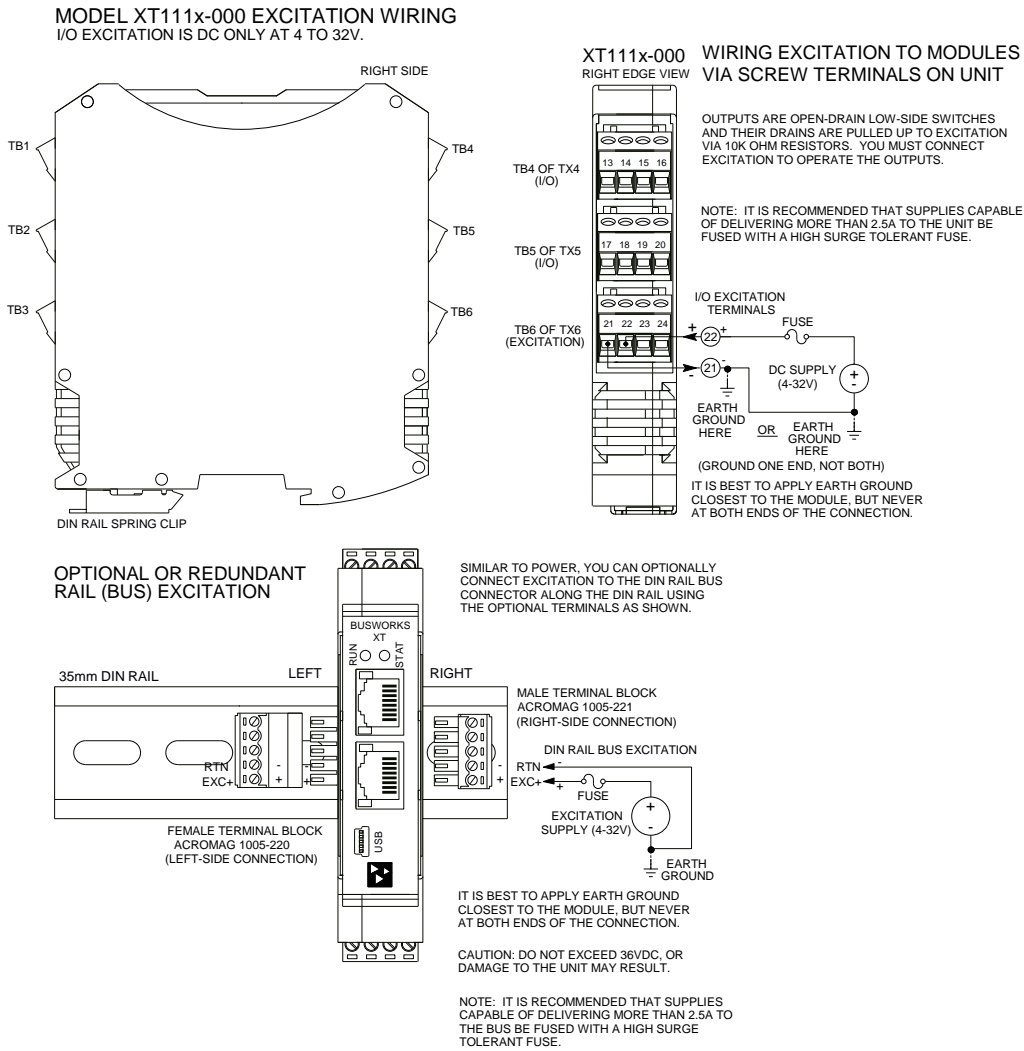 MODEL XT111x-000 EXCITATION WIRING
I/O EXCITATION IS DC ONLY AT 4 TO 32V.
RIGHT SIDE
TB1
TB2
TB3
TB4
TB5
TB6
DIN RAIL SPRING CLIP
XT111x-000
RIGHT EDGE VIEW
WIRING EXCITATION TO MODULES
VIA SCREW TERMINALS ON UNIT
OUTPUTS ARE OPEN-DRAIN LOW-SIDE SWITCHES
AND THEIR DRAINS ARE PULLED UP TO EXCITATION
VIA 10K OHM RESISTORS. YOU MUST CONNECT
EXCITATION TO OPERATE THE OUTPUTS.
NOTE: IT IS RECOMMENDED THAT SUPPLIES CAPABLE
OF DELIVERING MORE THAN 2.5A TO THE UNIT BE
FUSED WITH A HIGH SURGE TOLERANT FUSE.
TB4 OF TX4
(I/O)
13 14 15 16
TB5 OF TX5
(I/O)
17 18 19 20
TB6 OF TX6
(EXCITATION)
21 22 23 24
I/O EXCITATION
TERMINALS
FUSE
+ 22 +
- 21 -
DC SUPPLY
(4-32V)
+
-
EARTH
GROUND
HERE
OR
EARTH
GROUND
HERE
(GROUND ONE END, NOT BOTH)
IT IS BEST TO APPLY EARTH GROUND
CLOSEST TO THE MODULE, BUT NEVER
AT BOTH ENDS OF THE CONNECTION.
OPTIONAL OR REDUNDANT
RAIL (BUS) EXCITATION
SIMILAR TO POWER, YOU CAN OPTIONALLY
CONNECT EXCITATION TO THE DIN RAIL BUS
CONNECTOR ALONG THE DIN RAIL USING
THE OPTIONAL TERMINALS AS SHOWN.
BUSWORKS
XT
RUN
STAT
35mm DIN RAIL
LEFT
RIGHT
RTN - -
EXC+ + +
USB
FEMALE TERMINAL BLOCK
ACROMAG 1005-220
(LEFT-SIDE CONNECTION)
MALE TERMINAL BLOCK
ACROMAG 1005-221
(RIGHT-SIDE CONNECTION)
DIN RAIL BUS EXCITATION
- RTN -
+ EXC+ +
FUSE
EXCITATION
SUPPLY (4-32V)
+
-
EARTH
GROUND
IT IS BEST TO APPLY EARTH GROUND
CLOSEST TO THE MODULE, BUT NEVER
AT BOTH ENDS OF THE CONNECTION.
CAUTION: DO NOT EXCEED 36VDC, OR
DAMAGE TO THE UNIT MAY RESULT.
NOTE: IT IS RECOMMENDED THAT SUPPLIES
CAPABLE OF DELIVERING MORE THAN 2.5A TO
THE BUS BE FUSED WITH A HIGH SURGE
TOLERANT FUSE.